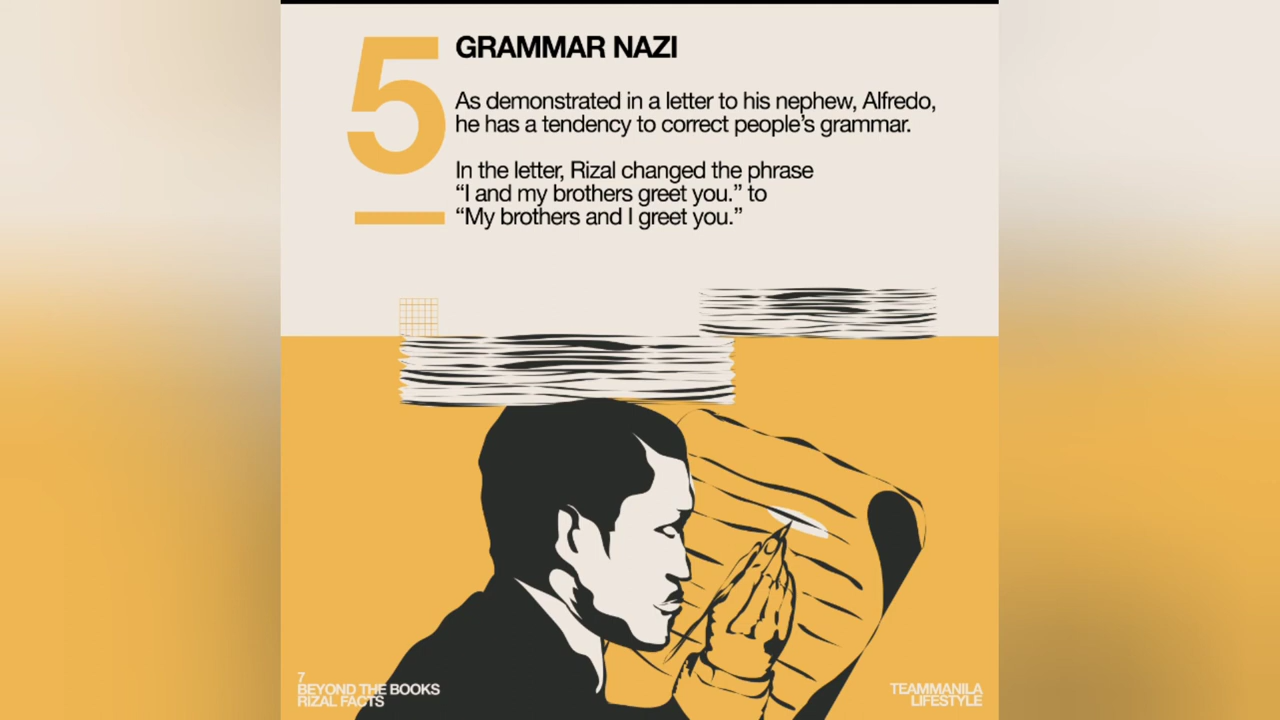 5
GRAMMAR NAZI
As demonstrated in a letter to his nephew, Alfredo,
he has a tendency to correct people’s grammar.
In the letter, Rizal changed the phrase
“I and my brothers greet you.” to
“My brothers and I greet you.”
7
BEYOND THE BOOKS
RIZAL FACTS
TEAMMANILA
LIFESTYLE